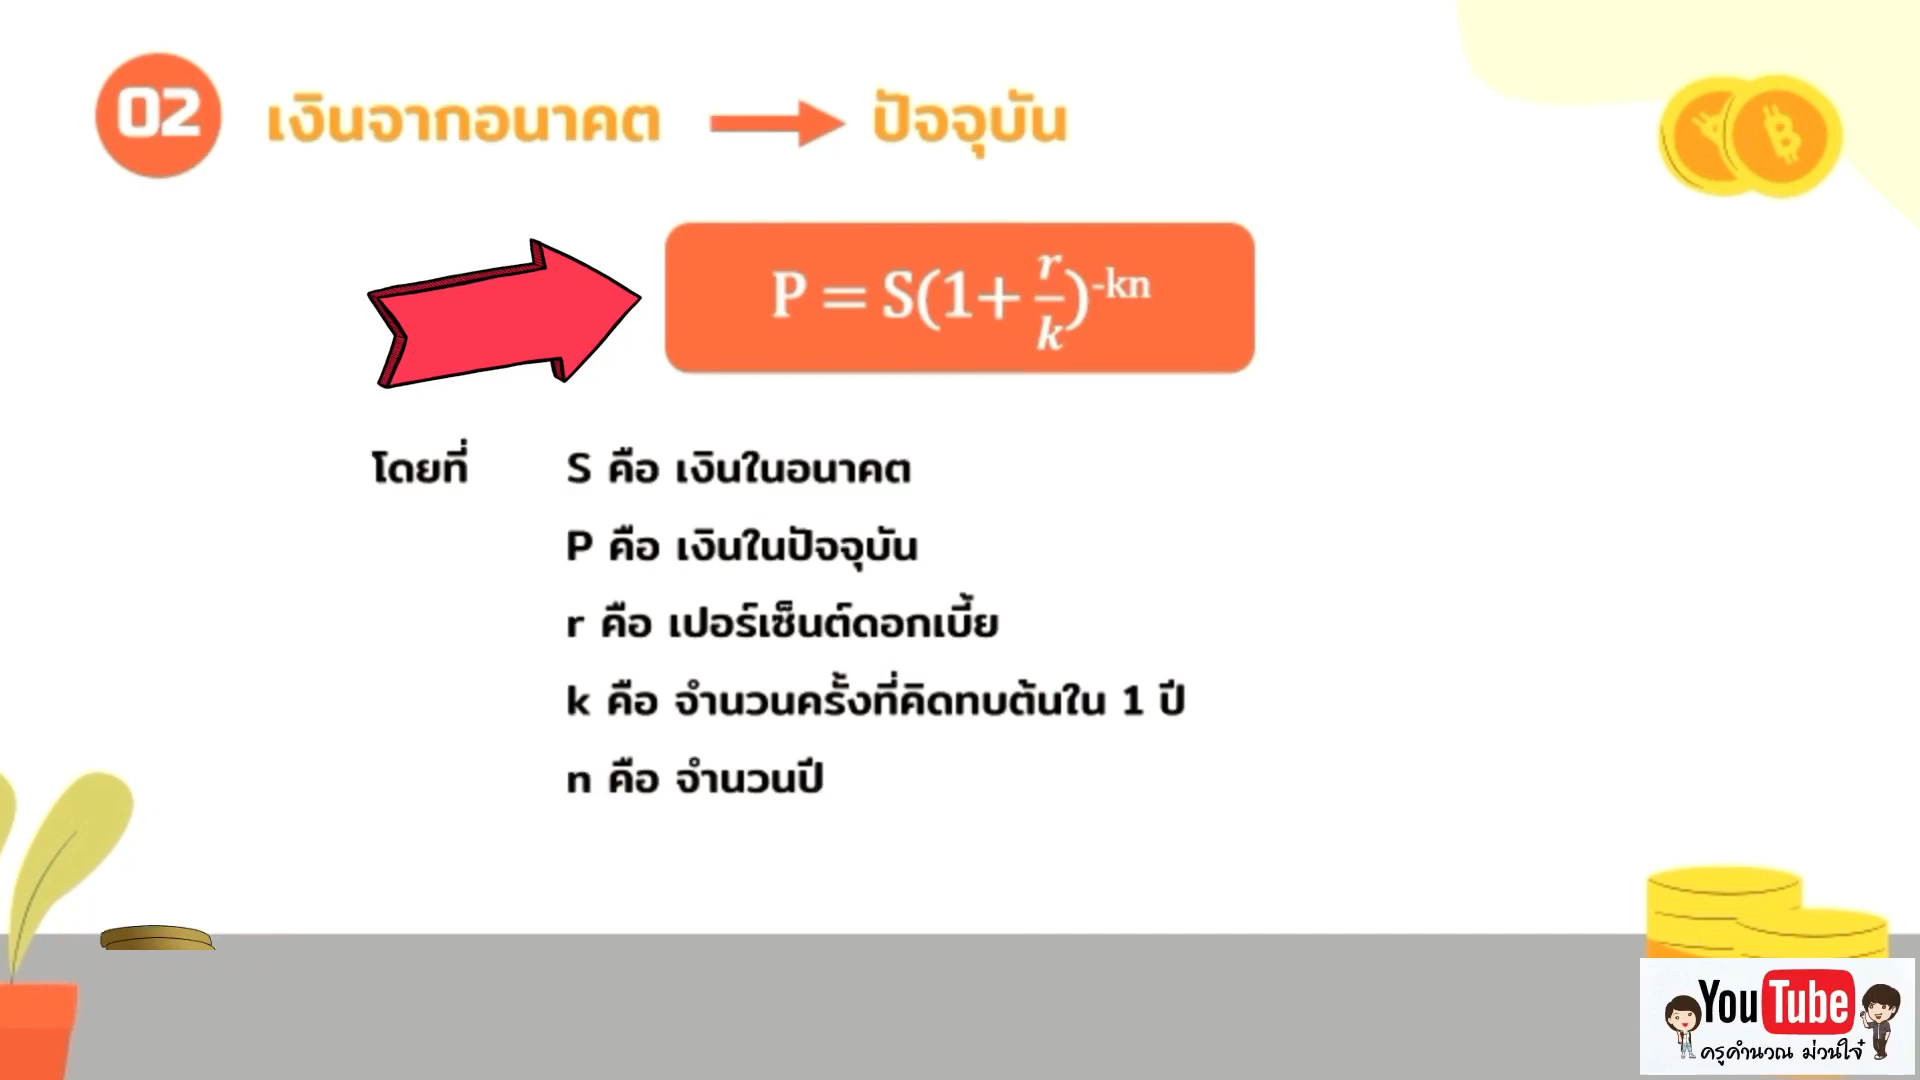 02 เงินจากอนาคต → ปัจจุบัน
P = S(1+ r/k)^-kn
โดยที่ S คือ เงินในอนาคต
P คือ เงินในปัจจุบัน
r คือ เปอร์เซ็นต์ดอกเบี้ย
k คือ จำนวนครั้งที่คิดทบต้นใน 1 ปี
n คือ จำนวนปี
YouTube
ครูคำนวณ ม่วนใจ๋